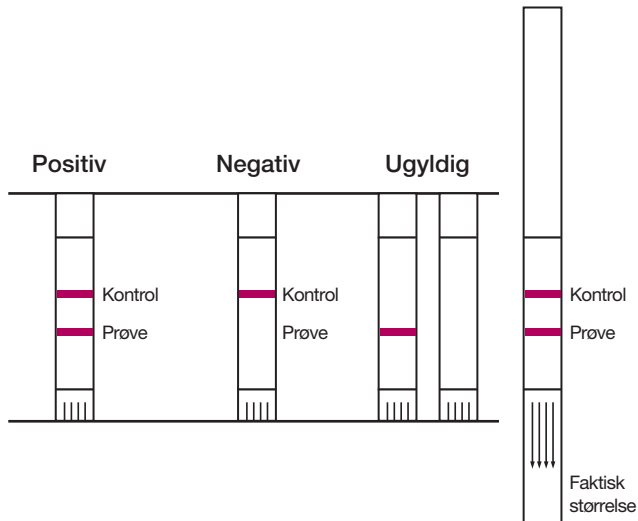 Positiv
Negativ
Ugyldig
Kontrol
Kontrol
Kontrol
Prøve
Prøve
Prøve
Faktisk
størrelse